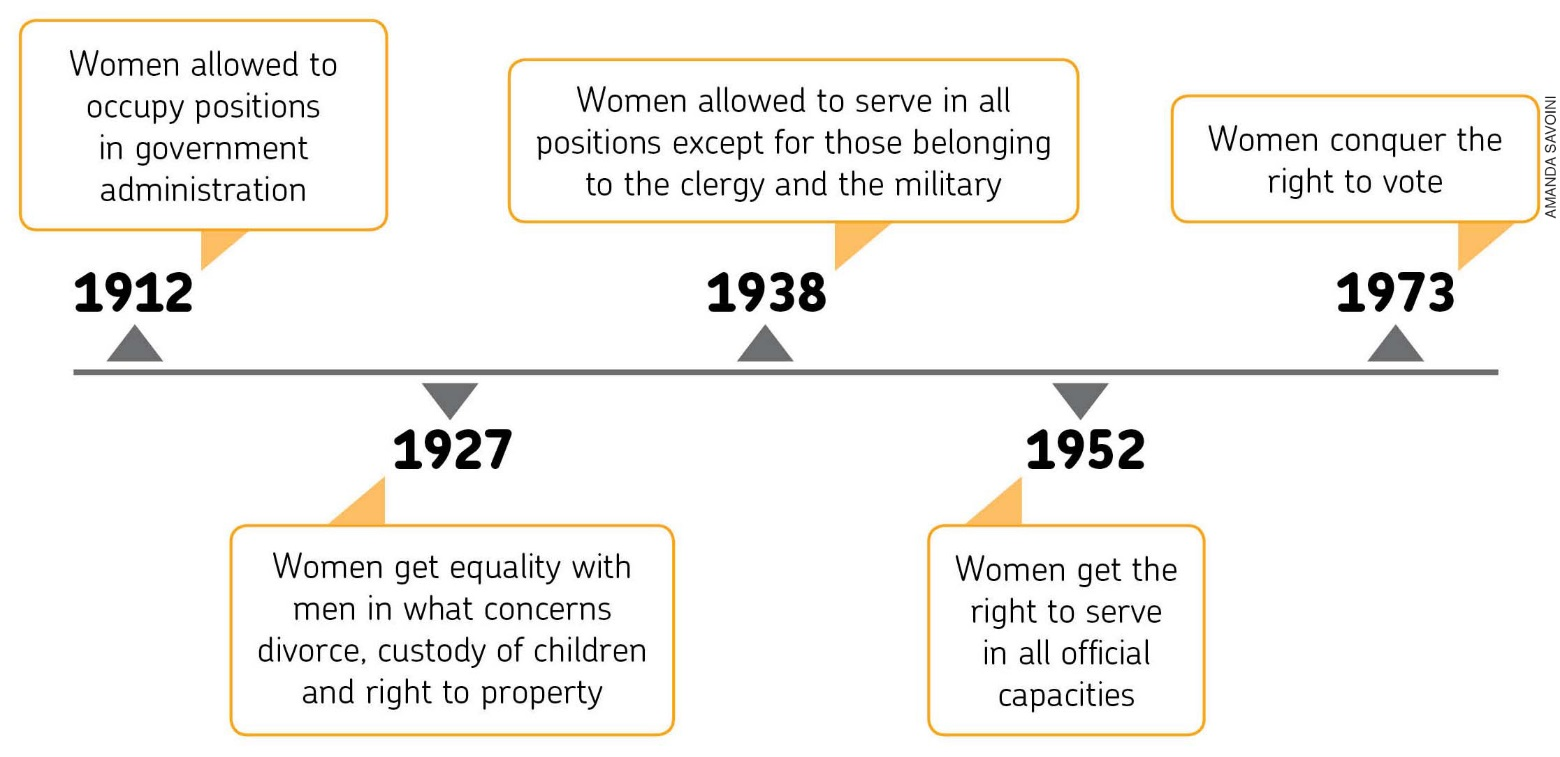 Women allowed to
occupy positions
in government
administration
1912
Women get equality with
men in what concerns
divorce, custody of children
and right to property
1927
Women allowed to serve in all
positions except for those belonging
to the clergy and the military
1938
Women get the
right to serve
in all official
capacities
1952
Women conquer the
right to vote
1973
AMANDA SAVOINI